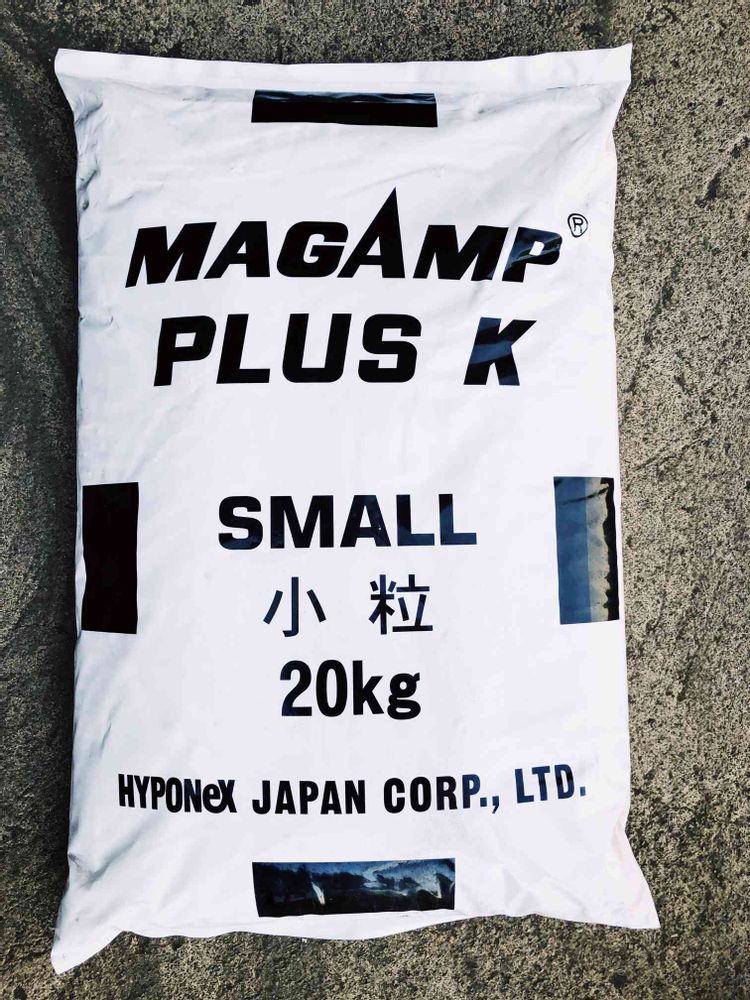 MAGAMP®
PLUS K
SMALL
小粒
20kg
HYPONeX JAPAN CORP., LTD.